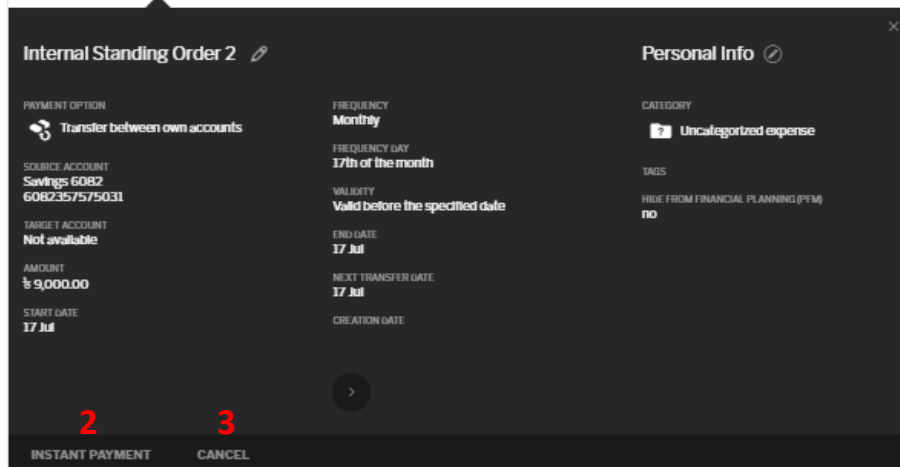 Internal Standing Order 2
PAYMENT OPTION
Transfer between own accounts
SOURCE ACCOUNT
Savings 6082
6082357575031
TARGET ACCOUNT
Not available
AMOUNT
৳ 9,000.00
START DATE
17 Jul
FREQUENCY
Monthly
FREQUENCY DAY
17th of the month
VALIDITY
Valid before the specified date
END DATE
17 Jul
NEXT TRANSFER DATE
17 Jul
CREATION DATE
Personal Info
CATEGORY
Uncategorized expense
TAGS
HIDE FROM FINANCIAL PLANNING (PFM)
no
2
3
INSTANT PAYMENT
CANCEL